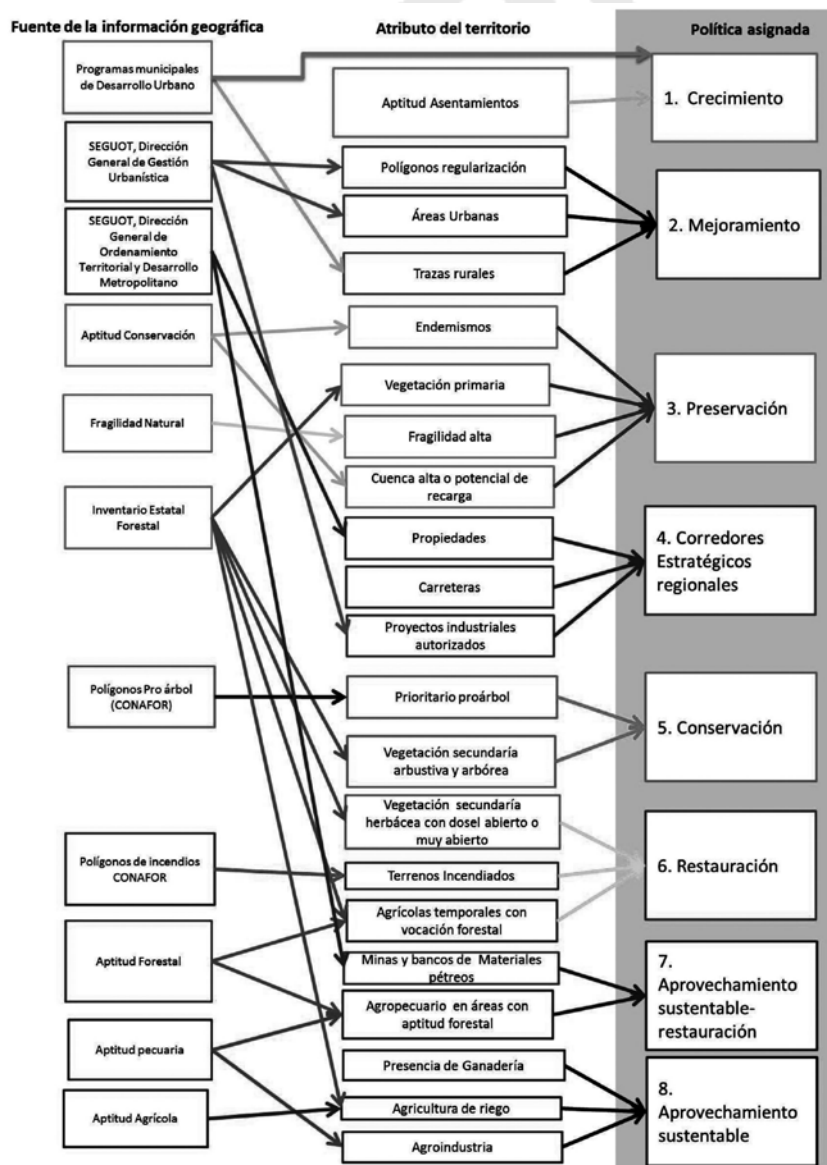 Fuente de la información geográfica
Atributo del territorio
Política asignada
Programas municipales
de Desarrollo Urbano
SEGUOT, Dirección
General de Gestión
Urbanística
SEGUOT, Dirección
General de
Ordenamiento
Territorial y Desarrollo
Metropolitano
Aptitud Conservación
Fragilidad Natural
Inventario Estatal
Forestal
Polígonos Pro árbol
(CONAFOR)
Polígonos de incendios
CONAFOR
Aptitud Forestal
Aptitud pecuaria
Aptitud Agrícola
Aptitud Asentamientos
Polígonos regularización
Áreas Urbanas
Trazas rurales
Endemismos
Vegetación primaria
Fragilidad alta
Cuenca alta o potencial de
recarga
Propiedades
Carreteras
Proyectos industriales
autorizados
Prioritario proárbol
Vegetación secundaría
arbustiva y arbórea
Vegetación secundaría
herbácea con dosel abierto o
muy abierto
Terrenos Incendiados
Agrícolas temporales con
vocación forestal
Minas y bancos de Materiales
pétreos
Agropecuario en áreas con
aptitud forestal
Presencia de Ganadería
Agricultura de riego
Agroindustria
1. Crecimiento
2. Mejoramiento
3. Preservación
4. Corredores
Estratégicos
regionales
5. Conservación
6. Restauración
7.
Aprovechamiento
sustentable-
restauración
8.
Aprovechamiento
sustentable